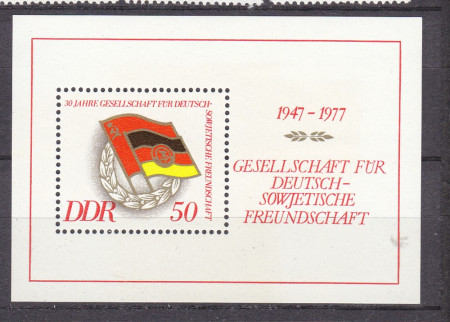 30 JAHRE GESELLSCHAFT FÜR DEUTSCH-
SOWJETISCHE FREUNDSCHAFT
DDR 50
1947-1977
GESELLSCHAFT FÜR
DEUTSCH-
SOWJETISCHE
FREUNDSCHAFT